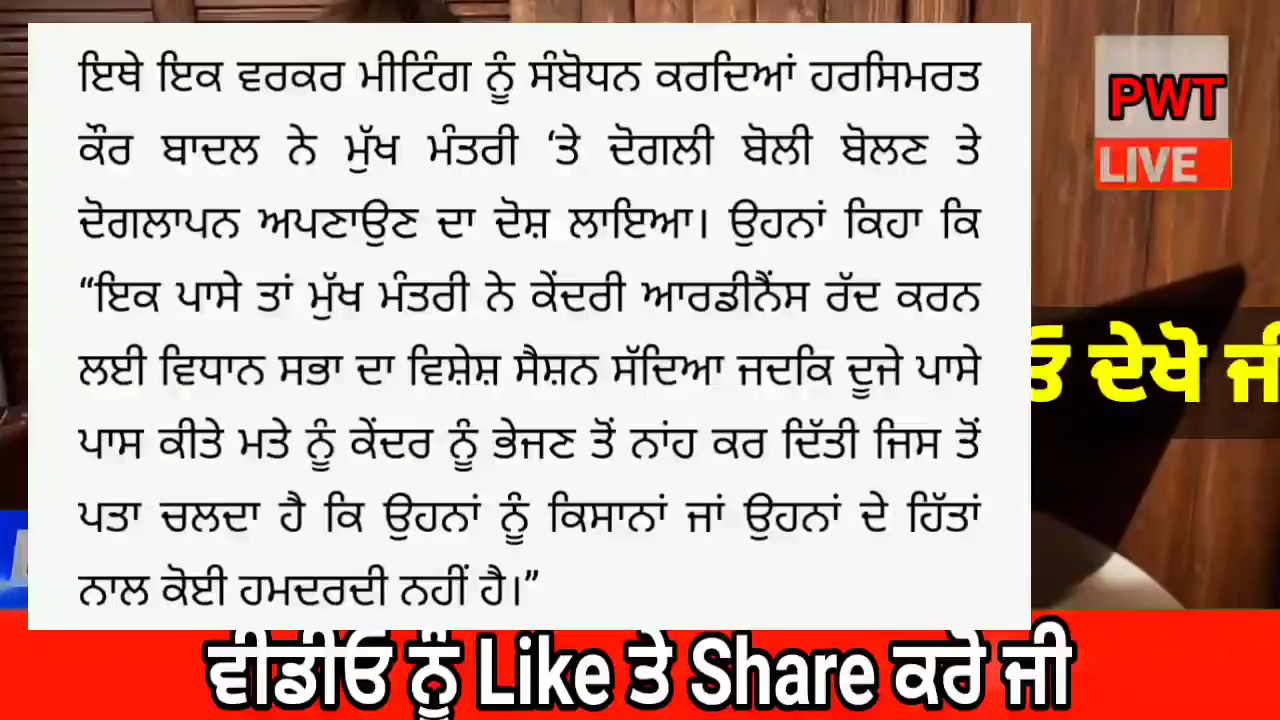 ਇਥੇ ਇਕ ਵਰਕਰ ਮੀਟਿੰਗ ਨੂੰ ਸੰਬੋਧਨ ਕਰਦਿਆਂ ਹਰਸਿਮਰਤ
ਕੌਰ ਬਾਦਲ ਨੇ ਮੁੱਖ ਮੰਤਰੀ ‘ਤੇ ਦੋਗਲੀ ਬੋਲੀ ਬੋਲਣ ਤੇ
ਦੋਗਲਾਪਨ ਅਪਣਾਉਣ ਦਾ ਦੋਸ਼ ਲਾਇਆ। ਉਹਨਾਂ ਕਿਹਾ ਕਿ
“ਇਕ ਪਾਸੇ ਤਾਂ ਮੁੱਖ ਮੰਤਰੀ ਨੇ ਕੇਂਦਰੀ ਆਰਡੀਨੈਂਸ ਰੱਦ ਕਰਨ
ਲਈ ਵਿਧਾਨ ਸਭਾ ਦਾ ਵਿਸ਼ੇਸ਼ ਸੈਸ਼ਨ ਸੱਦਿਆ ਜਦਕਿ ਦੂਜੇ ਪਾਸੇ
ਪਾਸ ਕੀਤੇ ਮਤੇ ਨੂੰ ਕੇਂਦਰ ਨੂੰ ਭੇਜਣ ਤੋਂ ਨਾਂਹ ਕਰ ਦਿੱਤੀ ਜਿਸ ਤੋਂ
ਪਤਾ ਚਲਦਾ ਹੈ ਕਿ ਉਹਨਾਂ ਨੂੰ ਕਿਸਾਨਾਂ ਜਾਂ ਉਹਨਾਂ ਦੇ ਹਿੱਤਾਂ
ਨਾਲ ਕੋਈ ਹਮਦਰਦੀ ਨਹੀਂ ਹੈ।”
PWT
LIVE
ਦੇਖੋ ਜੀ
ਵੀਡੀਓ ਨੂੰ Like ਤੇ Share ਕਰੋ ਜੀ